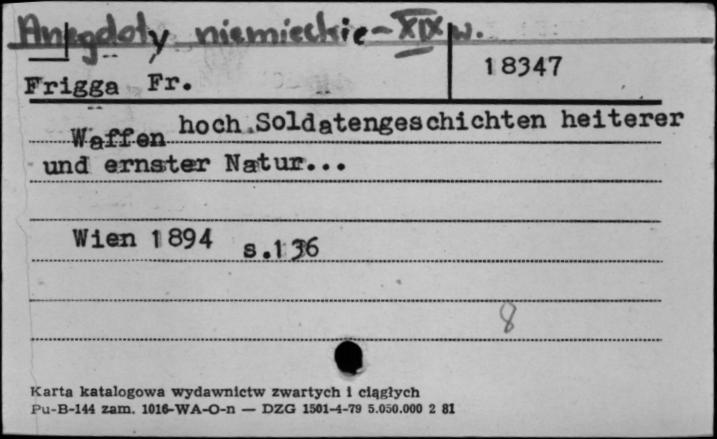 Anegdoty niemieckie - XIX w.
18347
Frigga Fr.
Waffen hoch.Soldatengeschichten heiterer
und ernster Natur...
Wien 1894 s.136
8
Karta katalogowa wydawnictw zwartych i ciągłych
Pu-B-144 zam. 1016-WA-O-n — DZG 1501-4-79 5.050.000 2 81